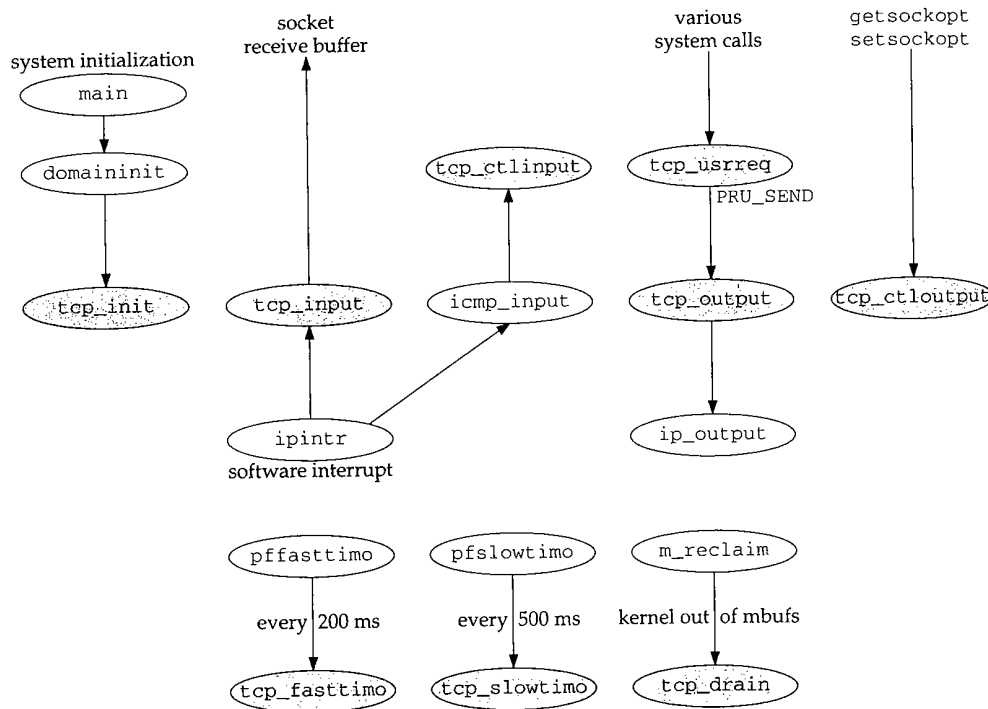 socket
receive buffer
various
system calls
getsockopt
setsockopt
system initialization
main
domaininit
tcp_ctlinput
tcp_usrreq
PRU_SEND
tcp_init
tcp_input
icmp_input
tcp_output
tcp_ctloutput
ipintr
software interrupt
ip_output
pffasttimo
pfslowtimo
m_reclaim
every 200 ms
every 500 ms
kernel out of mbufs
tcp_fasttimo
tcp_slowtimo
tcp_drain